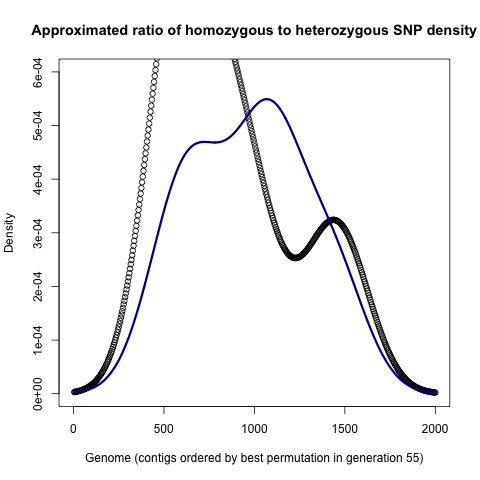 Approximated ratio of homozygous to heterozygous SNP density
6e-04
5e-04
4e-04
3e-04
2e-04
1e-04
0e+00
Density
0 500 1000 1500 2000
Genome (contigs ordered by best permutation in generation 55)